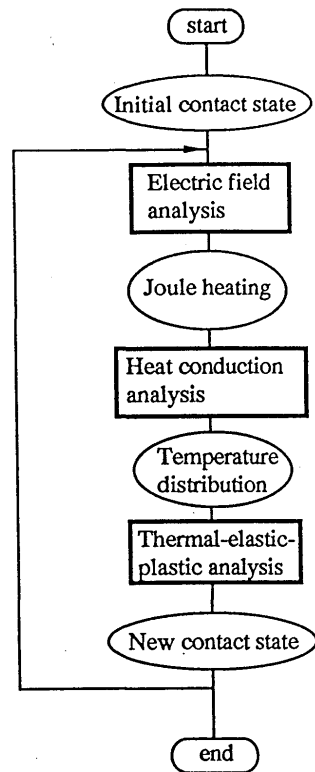 start
Initial contact state
Electric field
analysis
Joule heating
Heat conduction
analysis
Temperature
distribution
Thermal-elastic-
plastic analysis
New contact state
end